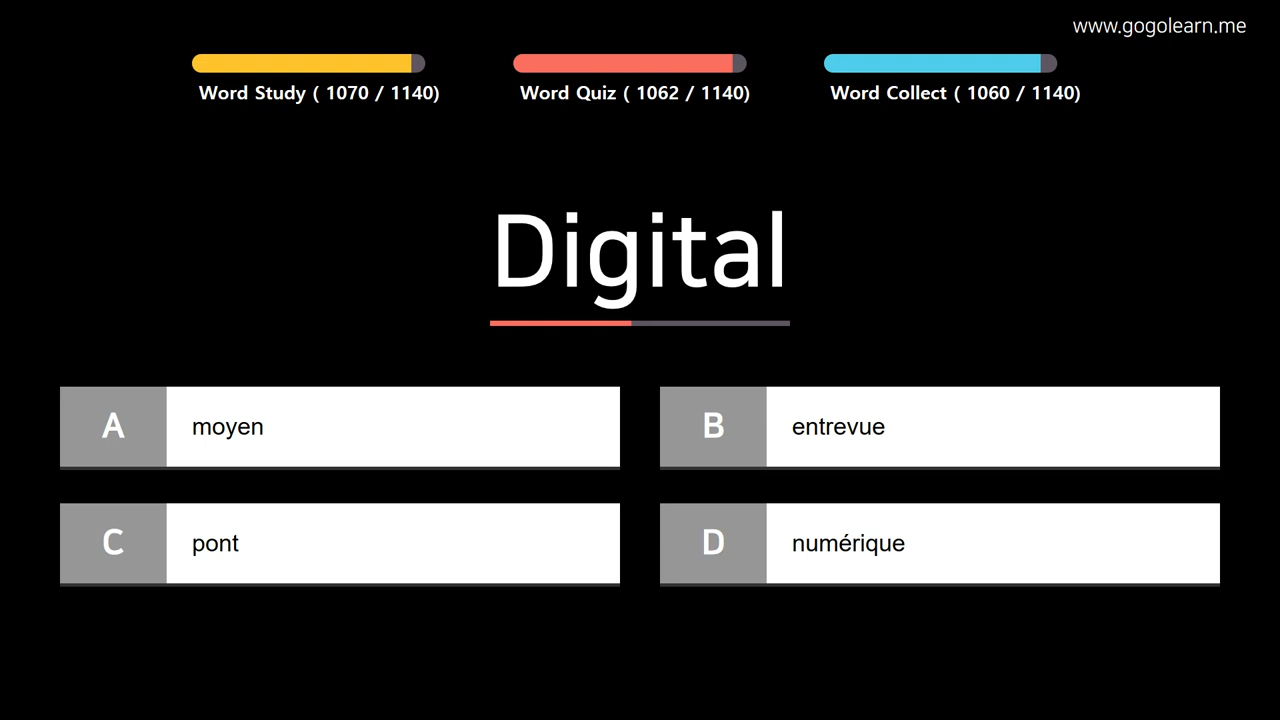 www.gogolearn.me
Word Study ( 1070 / 1140)
Word Quiz ( 1062 / 1140)
Word Collect ( 1060 / 1140)
Digital
A moyen
B entrevue
C pont
D numérique